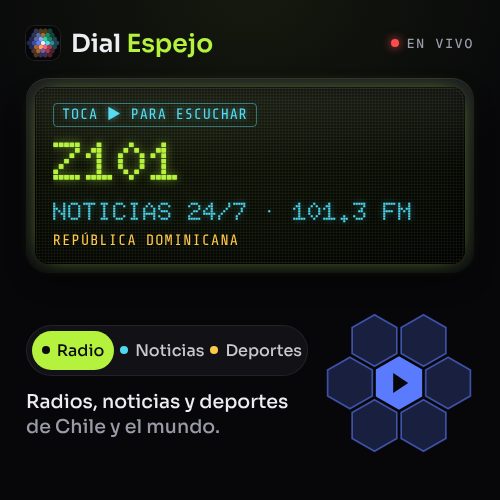 Dial Espejo
EN VIVO
TOCA ▶ PARA ESCUCHAR
Z101
NOTICIAS 24/7 · 101.3 FM
REPÚBLICA DOMINICANA
Radio Noticias Deportes
Radios, noticias y deportes
de Chile y el mundo.